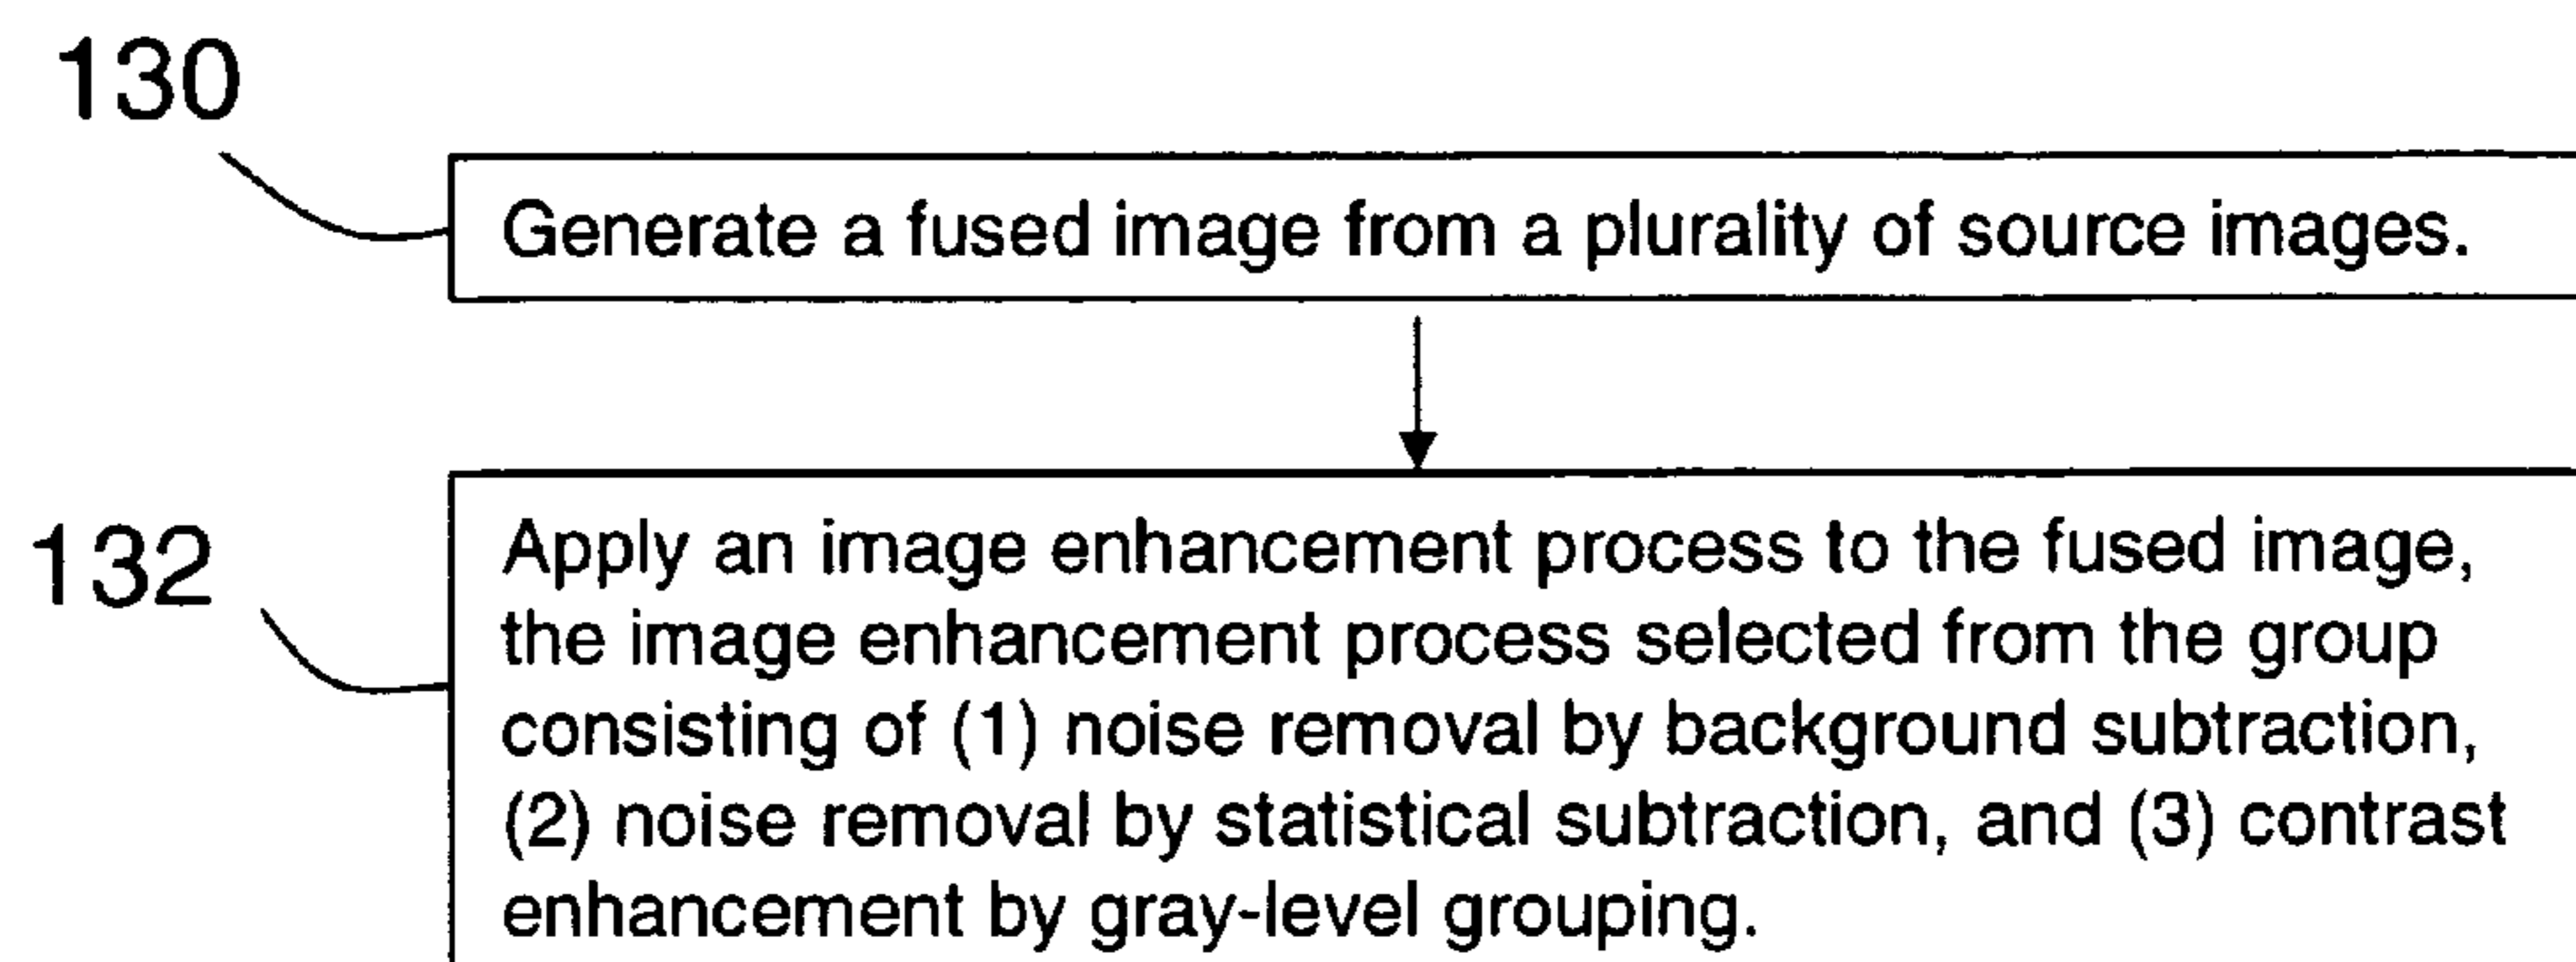 130
Generate a fused image from a plurality of source images.
132
Apply an image enhancement process to the fused image,
the image enhancement process selected from the group
consisting of (1) noise removal by background subtraction,
(2) noise removal by statistical subtraction, and (3) contrast
enhancement by gray-level grouping.